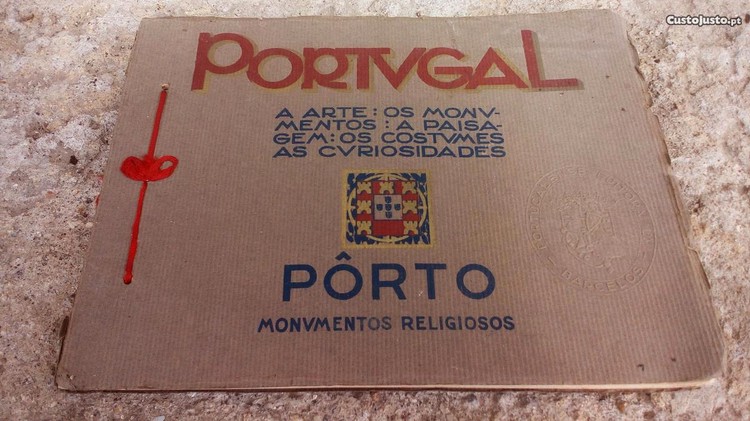 CustoJusto.pt
PORTVGAL
A ARTE : OS MONV-
MENTOS : A PAISA-
GEM : OS COSTVMES
AS CVRIOSIDADES
PÔRTO
MONVMENTOS RELIGIOSOS